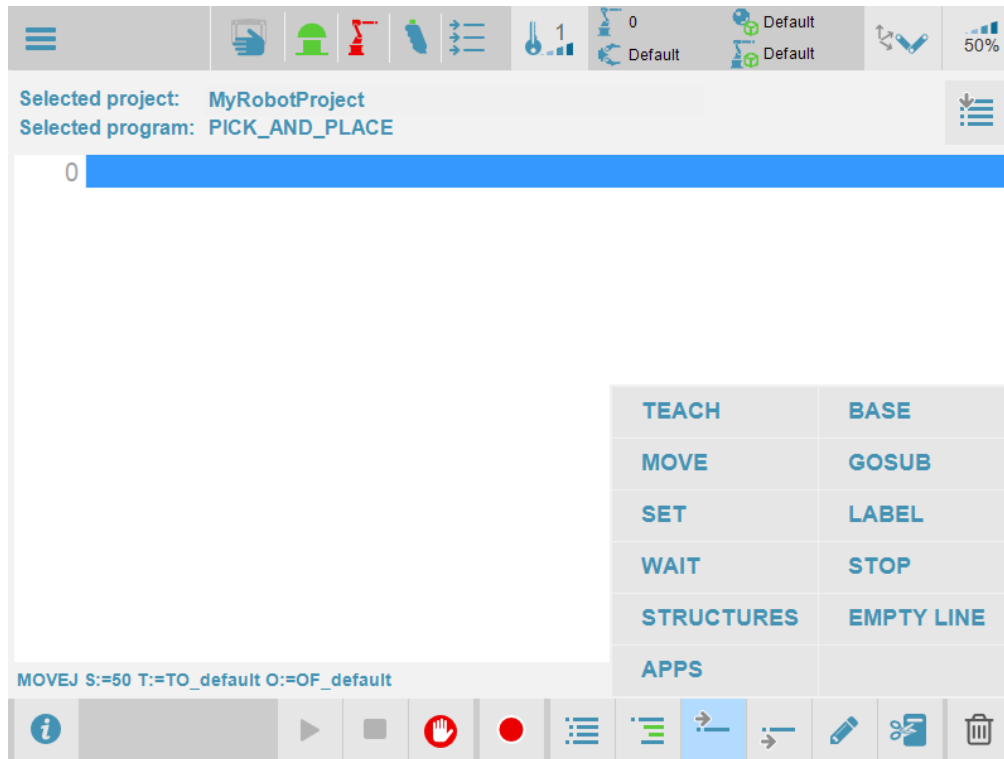 1
0
Default
Default
Default
50%
Selected project: MyRobotProject
Selected program: PICK_AND_PLACE
0
TEACH BASE
MOVE GOSUB
SET LABEL
WAIT STOP
STRUCTURES EMPTY LINE
APPS
MOVEJ S:=50 T:=TO_default O:=OF_default